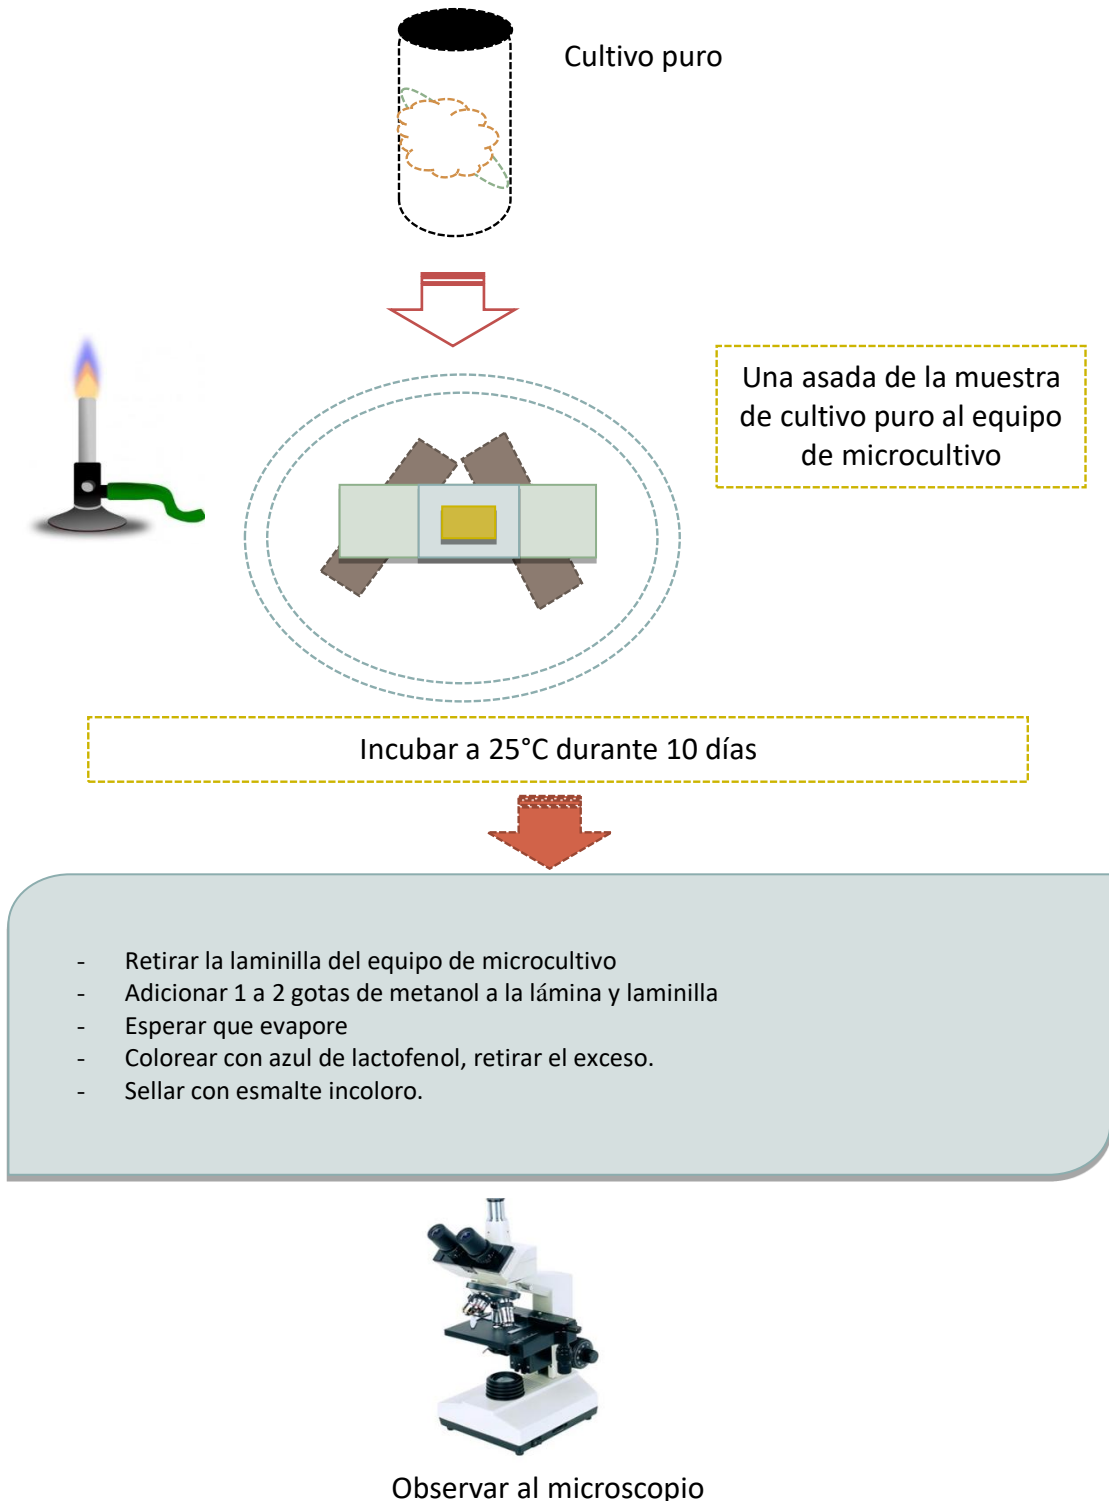 Cultivo puro
Una asada de la muestra
de cultivo puro al equipo
de microcultivo
Incubar a 25°C durante 10 días
- Retirar la laminilla del equipo de microcultivo
- Adicionar 1 a 2 gotas de metanol a la lámina y laminilla
- Esperar que evapore
- Colorear con azul de lactofenol, retirar el exceso.
- Sellar con esmalte incoloro.
Observar al microscopio